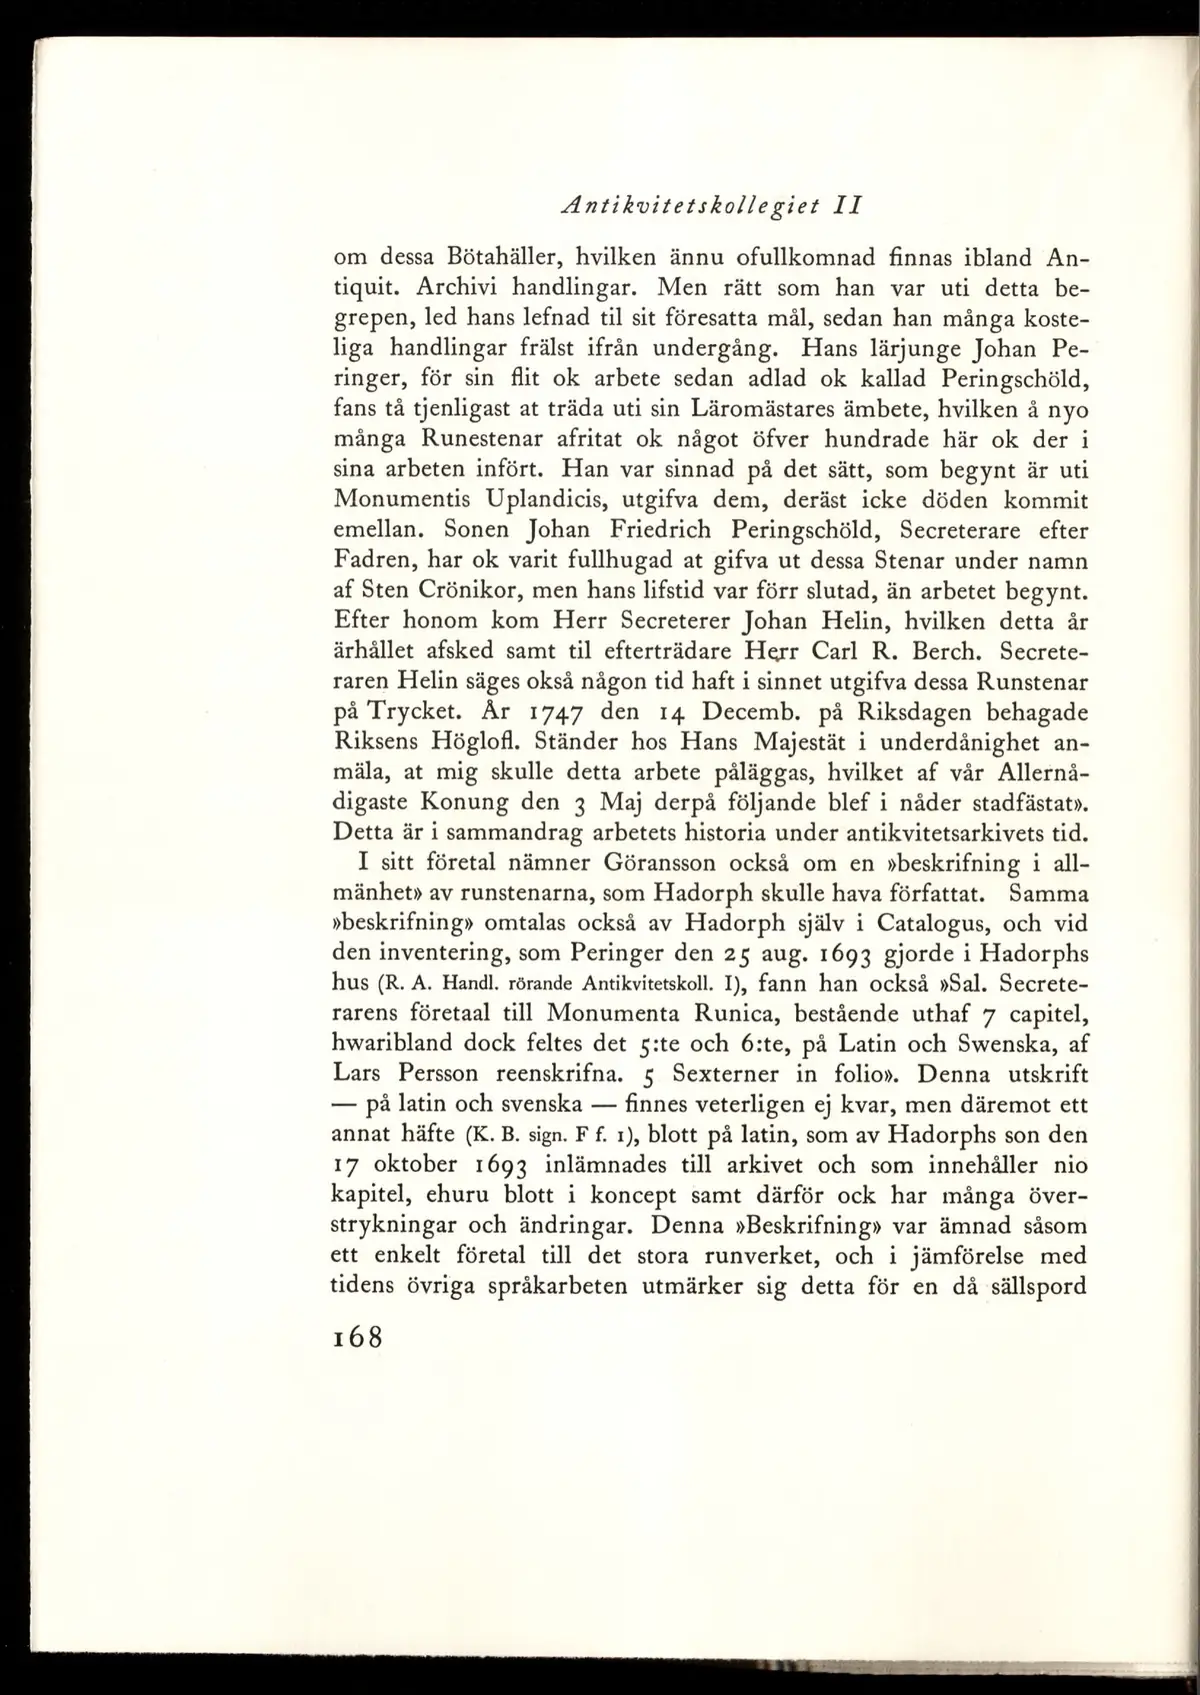 Antikvitetskollegiet II
om dessa Bötahäller, hvilken ännu ofullkomnad finnas ibland An-
tiquit. Archivi handlingar. Men rätt som han var uti detta be-
grepen, led hans lefnad til sit föresatta mål, sedan han många koste-
liga handlingar frälst ifrån undergång. Hans lärjunge Johan Pe-
ringer, för sin flit ok arbete sedan adlad ok kallad Peringschöld,
fans tå tjenligast at träda uti sin Läromästares ämbete, hvilken å nyo
många Runestenar afritat ok något öfver hundrade här ok der i
sina arbeten infört. Han var sinnad på det sätt, som begynt är uti
Monumentis Uplandicis, utgifva dem, deräst icke döden kommit
emellan. Sonen Johan Friedrich Peringschöld, Secreterare efter
Fadren, har ok varit fullhugad at gifva ut dessa Stenar under namn
af Sten Crönikor, men hans lifstid var förr slutad, än arbetet begynt.
Efter honom kom Herr Secreterer Johan Helin, hvilken detta år
ärhållet afsked samt til efterträdare Herr Carl R. Berch. Secrete-
raren Helin säges okså någon tid haft i sinnet utgifva dessa Runstenar
på Trycket. År 1747 den 14 Decemb. på Riksdagen behagade
Riksens Höglofl. Ständer hos Hans Majestät i underdånighet an-
mäla, at mig skulle detta arbete påläggas, hvilket af vår Allernå-
digaste Konung den 3 Maj derpå följande blef i nåder stadfästat».
Detta är i sammandrag arbetets historia under antikvitetsarkivets tid.
I sitt företal nämner Göransson också om en »beskrifning i all-
mänhet» av runstenarna, som Hadorph skulle hava författat. Samma
»beskrifning» omtalas också av Hadorph själv i Catalogus, och vid
den inventering, som Peringer den 25 aug. 1693 gjorde i Hadorphs
hus (R. A. Handl. rörande Antikvitetskoll. I), fann han också »Sal. Secrete-
rarens företaal till Monumenta Runica, bestående uthaf 7 capitel,
hwaribland dock feltes det 5:te och 6:te, på Latin och Swenska, af
Lars Persson reenskrifna. 5 Sexterner in folio». Denna utskrift
— på latin och svenska — finnes veterligen ej kvar, men däremot ett
annat häfte (K. B. sign. F f. 1), blott på latin, som av Hadorphs son den
17 oktober 1693 inlämnades till arkivet och som innehåller nio
kapitel, ehuru blott i koncept samt därför ock har många över-
strykningar och ändringar. Denna »Beskrifning» var ämnad såsom
ett enkelt företal till det stora runverket, och i jämförelse med
tidens övriga språkarbeten utmärker sig detta för en då sällspord
168